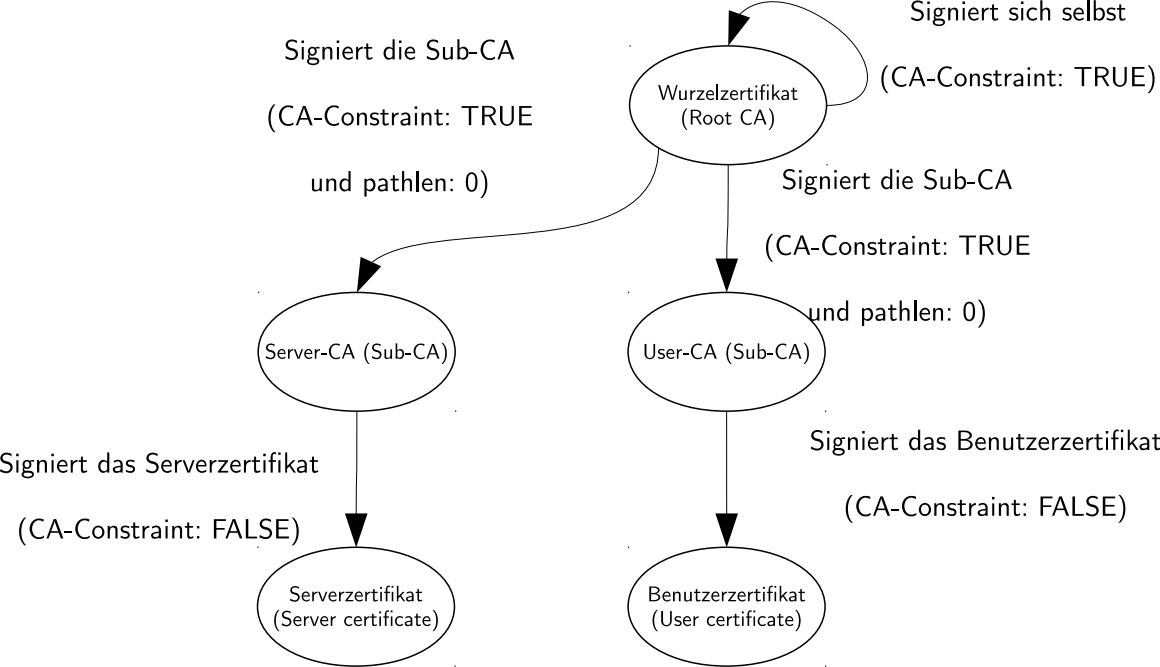 Signiert sich selbst
(CA-Constraint: TRUE)
Wurzelzertifikat
(Root CA)
Signiert die Sub-CA
(CA-Constraint: TRUE
und pathlen: 0)
Signiert die Sub-CA
(CA-Constraint: TRUE
und pathlen: 0)
Server-CA (Sub-CA)
User-CA (Sub-CA)
Signiert das Serverzertifikat
(CA-Constraint: FALSE)
Signiert das Benutzerzertifikat
(CA-Constraint: FALSE)
Serverzertifikat
(Server certificate)
Benutzerzertifikat
(User certificate)